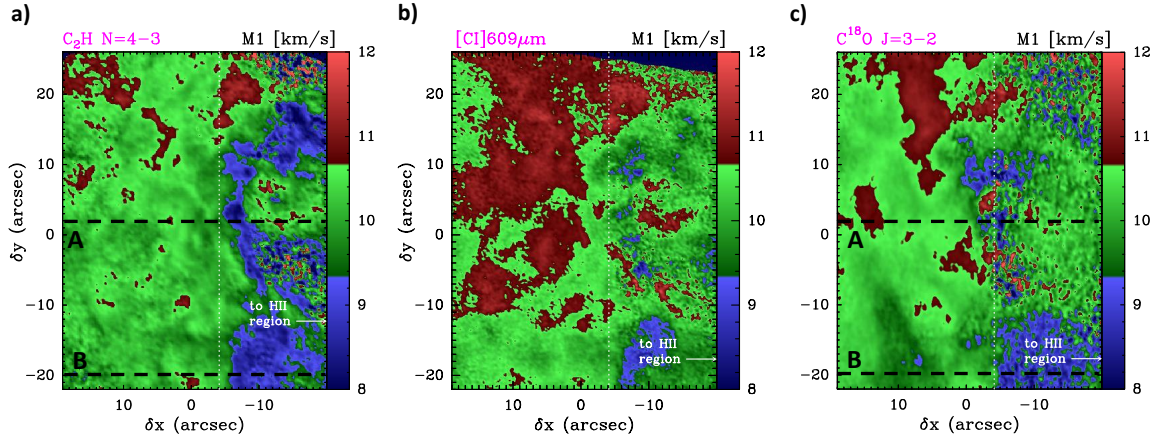 a)
C₂H N=4−3
M1 [km/s]
12
20
11
10
δy (arcsec)
A
0
10
−10
9
to HII
region
B
−20
8
10
0
−10
δx (arcsec)
b)
[CI]609μm
M1 [km/s]
12
20
11
10
δy (arcsec)
0
10
−10
9
to HII
region
−20
8
10
0
−10
δx (arcsec)
c)
C¹⁸O J=3−2
M1 [km/s]
12
20
11
10
δy (arcsec)
A
0
10
−10
9
to HII
region
B
−20
8
10
0
−10
δx (arcsec)